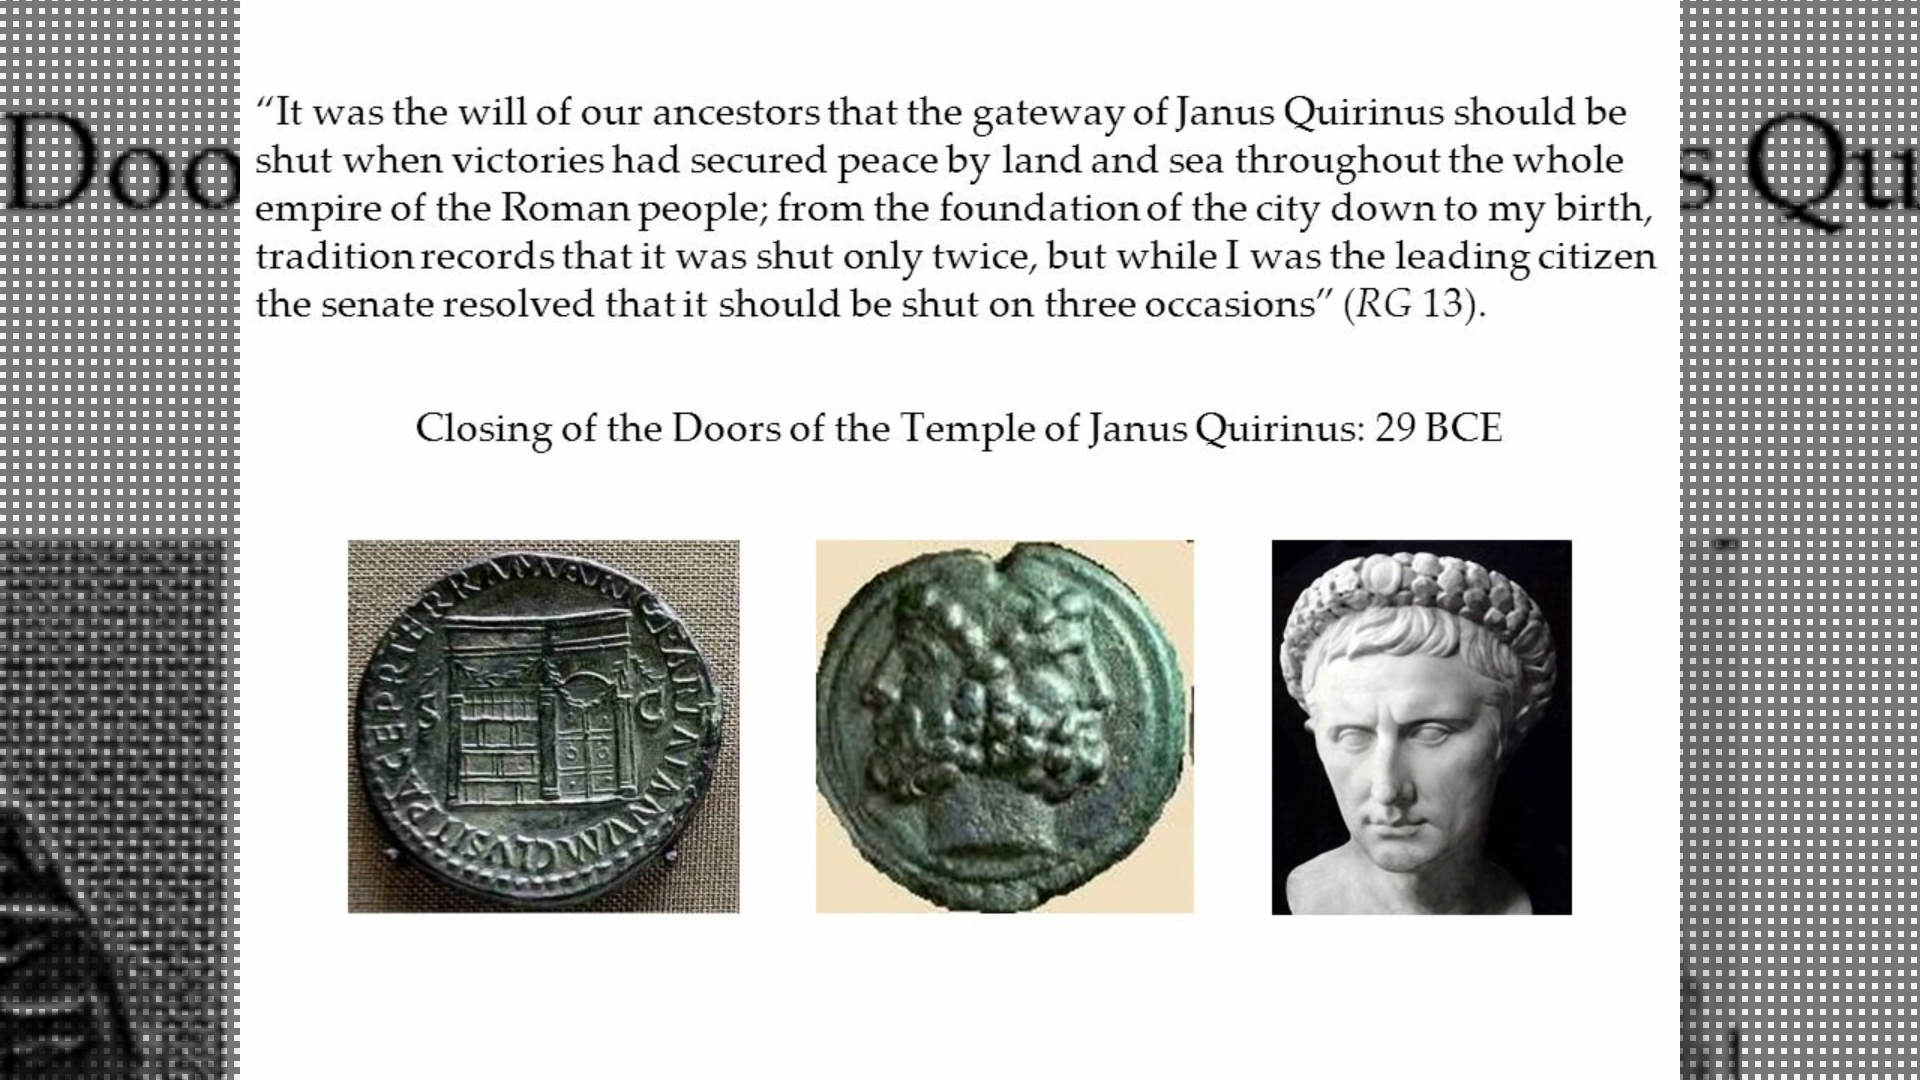 “It was the will of our ancestors that the gateway of Janus Quirinus should be
shut when victories had secured peace by land and sea throughout the whole
empire of the Roman people; from the foundation of the city down to my birth,
tradition records that it was shut only twice, but while I was the leading citizen
the senate resolved that it should be shut on three occasions” (RG 13).
Closing of the Doors of the Temple of Janus Quirinus: 29 BCE
S C
Doo
s Qu